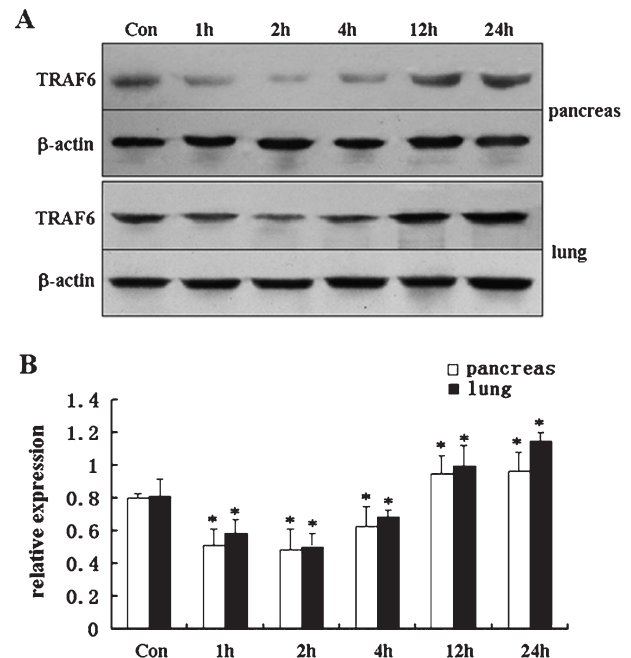 A
Con 1h 2h 4h 12h 24h
TRAF6
pancreas
β-actin
TRAF6
lung
β-actin
B
pancreas
lung
1.4
1.2
1
0.8
0.6
0.4
0.2
0
relative expression
* * * * * * * * * *
Con 1h 2h 4h 12h 24h